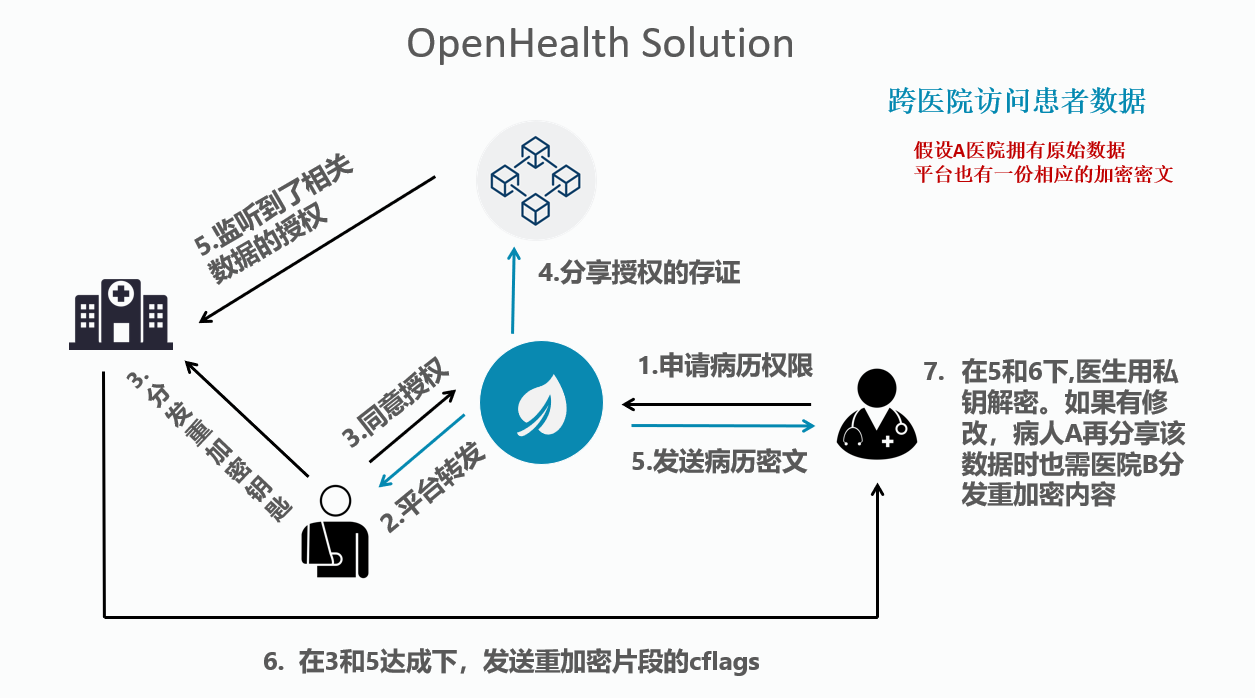 OpenHealth Solution
跨医院访问患者数据
假设A医院拥有原始数据
平台也有一份相应的加密密文
5.监听到了相关
数据的授权
4.分享授权的存证
3.分发重加密钥匙
3.同意授权
2.平台转发
1.申请病历权限
5.发送病历密文
7. 在5和6下,医生用私
钥解密。如果有修
改，病人A再分享该
数据时也需医院B分
发重加密内容
6. 在3和5达成下，发送重加密片段的cflags